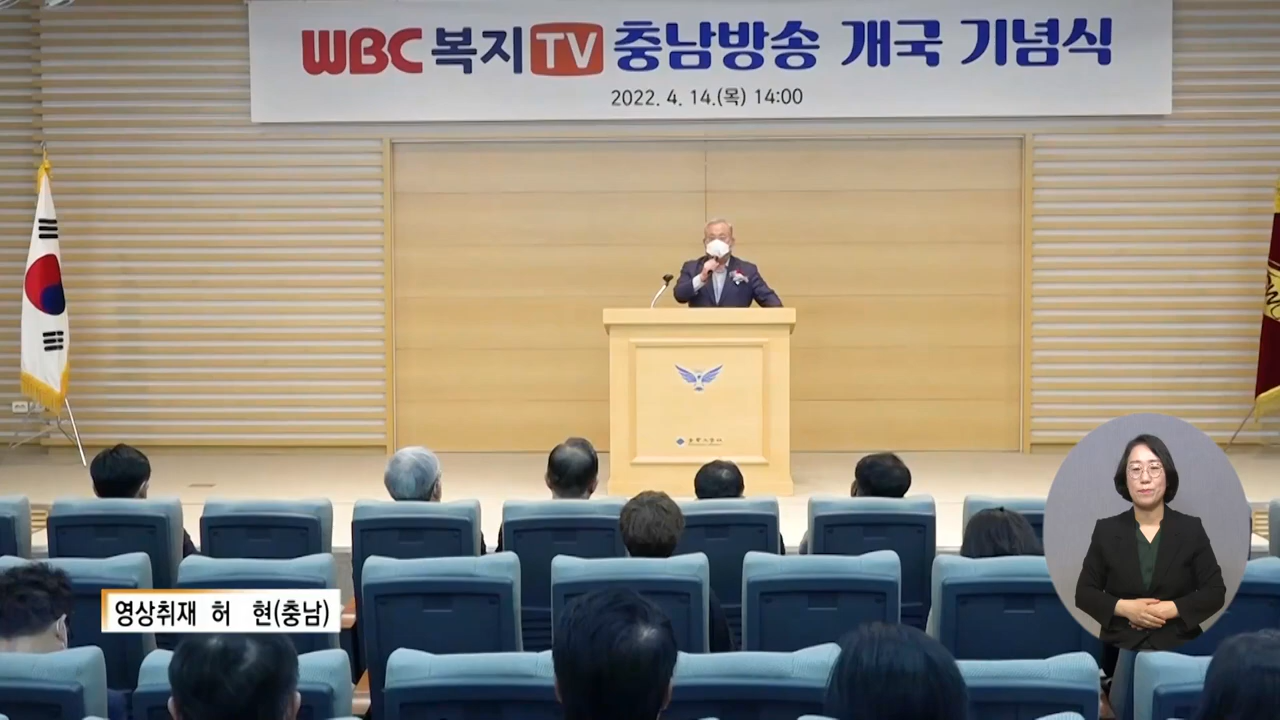 WBC 복지TV 충남방송 개국 기념식
2022. 4. 14.(목) 14:00
영상취재 허 현(충남)